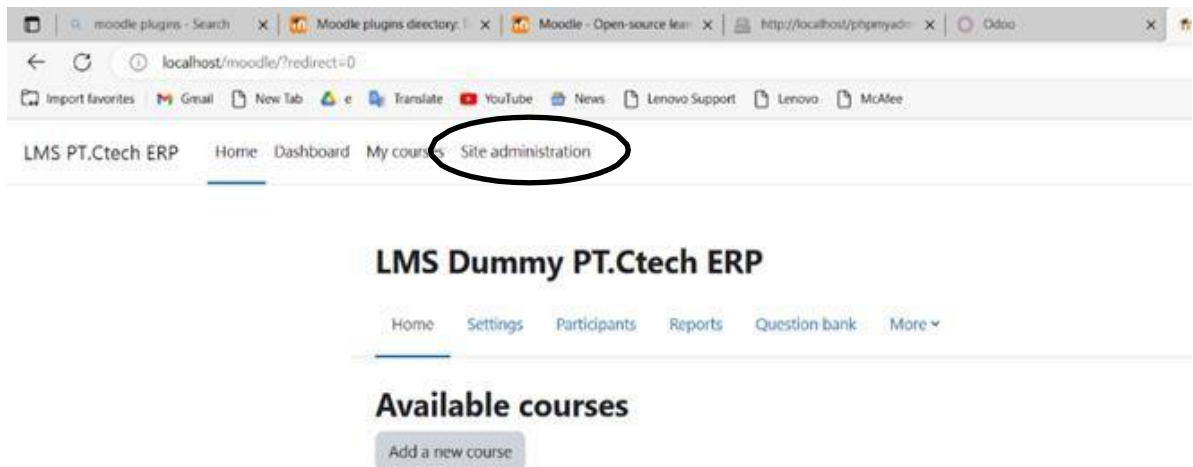 moodle plugins - Search
Moodle plugins directory:
Moodle - Open-source lear
http://localhost/phpmyadm
Odoo
localhost/moodle/?redirect=0
Import favorites Gmail New Tab e Translate YouTube News Lenovo Support Lenovo McAfee
LMS PT.Ctech ERP Home Dashboard My courses Site administration
LMS Dummy PT.Ctech ERP
Home Settings Participants Reports Question bank More
Available courses
Add a new course